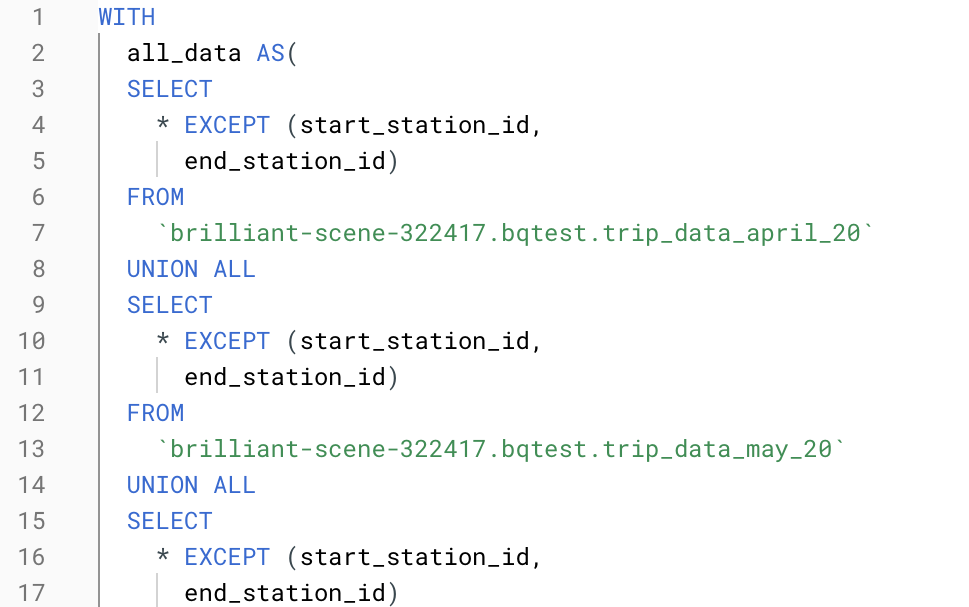 1 WITH
2 all_data AS(
3 SELECT
4 * EXCEPT (start_station_id,
5 end_station_id)
6 FROM
7 `brilliant-scene-322417.bqtest.trip_data_april_20`
8 UNION ALL
9 SELECT
10 * EXCEPT (start_station_id,
11 end_station_id)
12 FROM
13 `brilliant-scene-322417.bqtest.trip_data_may_20`
14 UNION ALL
15 SELECT
16 * EXCEPT (start_station_id,
17 end_station_id)